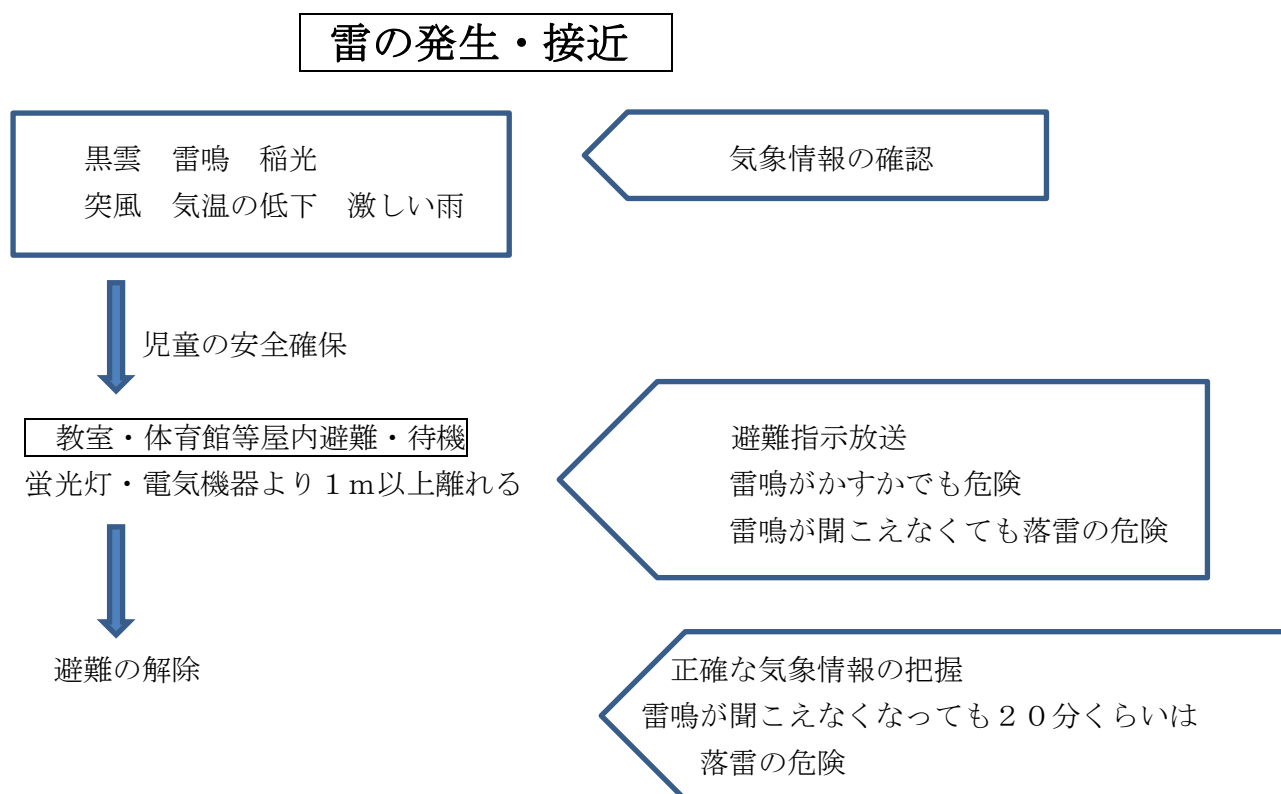 雷の発生・接近
黒雲　雷鳴　稲光
突風　気温の低下　激しい雨
気象情報の確認
児童の安全確保
教室・体育館等屋内避難・待機
蛍光灯・電気機器より１ｍ以上離れる
避難指示放送
雷鳴がかすかでも危険
雷鳴が聞こえなくても落雷の危険
避難の解除
正確な気象情報の把握
雷鳴が聞こえなくなっても２０分くらいは
落雷の危険